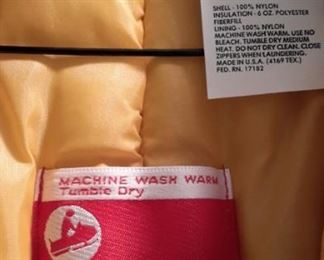 SHELL - 100% NYLON
INSULATION - 6 OZ. POLYESTER
FIBERFILL
LINING - 100% NYLON
MACHINE WASH WARM. USE NO
BLEACH. TUMBLE DRY MEDIUM
HEAT. DO NOT DRY CLEAN. CLOSE
ZIPPERS WHEN LAUNDERING.
MADE IN U.S.A. (4169 TEX.)
FED. RN. 17182
MACHINE WASH WARM
Tumble Dry